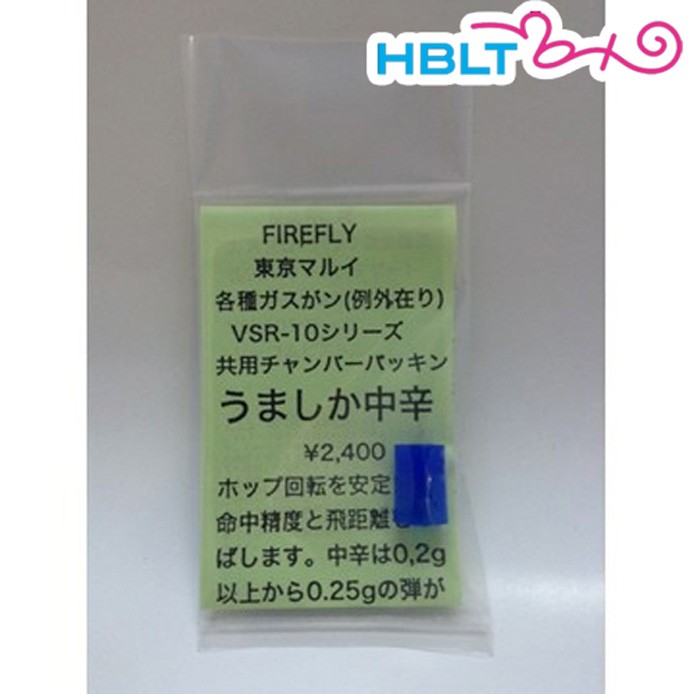 HBLT
FIREFLY
東京マルイ
各種ガスがン(例外在り)
VSR-10シリーズ
共用チャンバーパッキン
うましか中辛
¥2,400
ホップ回転を安定
命中精度と飛距離
ばします。中辛は0,2g
以上から0.25gの弾が